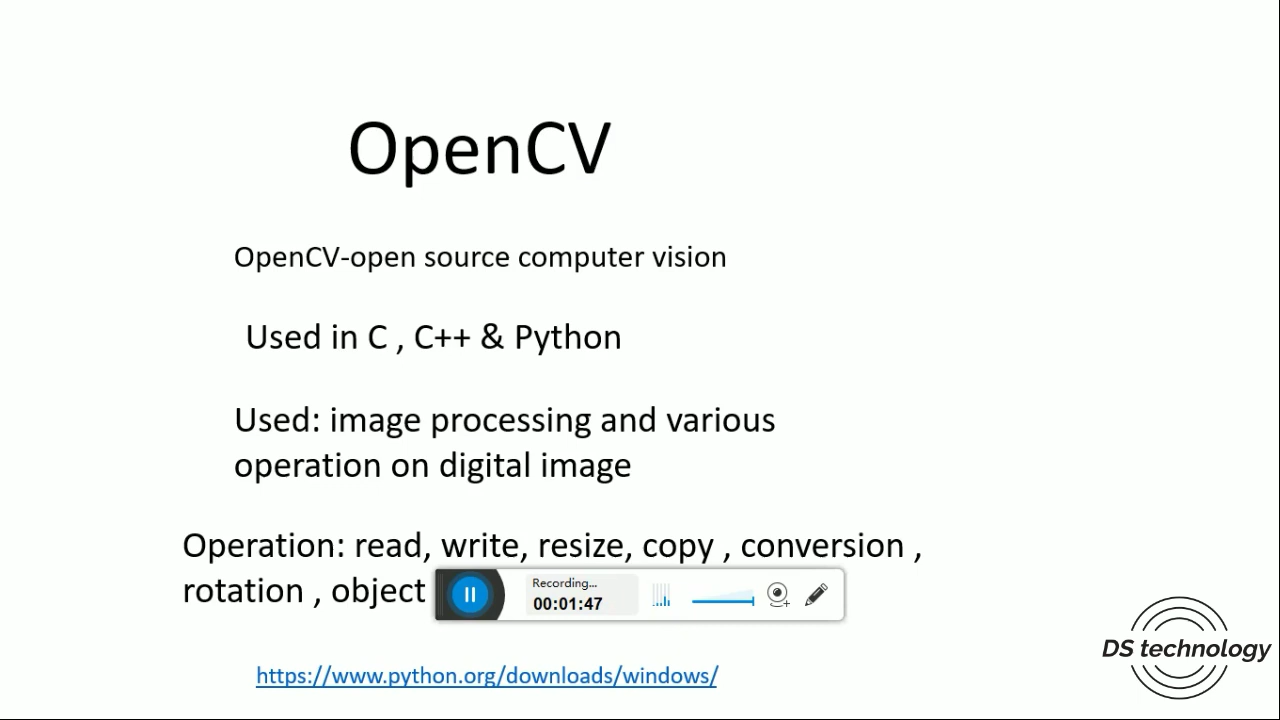 OpenCV
OpenCV-open source computer vision
Used in C , C++ & Python
Used: image processing and various
operation on digital image
Operation: read, write, resize, copy , conversion ,
rotation , object
Recording...
00:01:47
DS technology
https://www.python.org/downloads/windows/